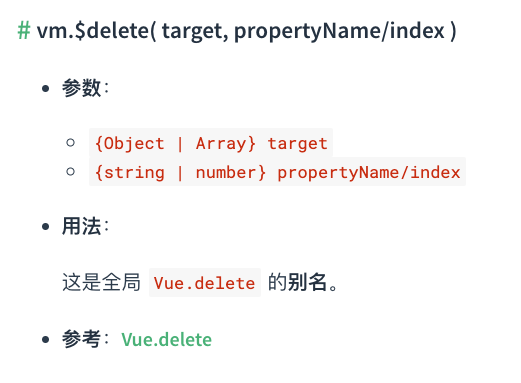 # vm.$delete( target, propertyName/index )
参数：
{Object | Array} target
{string | number} propertyName/index
用法：
这是全局 Vue.delete 的别名。
参考：Vue.delete